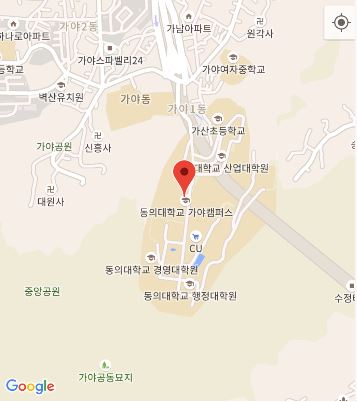 가야2동
가남아파트
하나로아파트
원각사
가야스파벨리24
등학교
가야여자중학교
벽산유치원
가야동
가야1동
가산초등학교
신흥사
가야공원
대학교 산업대학원
대원사
동의대학교 가야캠퍼스
CU
동의대학교 경영대학원
중앙공원
동의대학교 행정대학원
수정터
가야공동묘지
Google